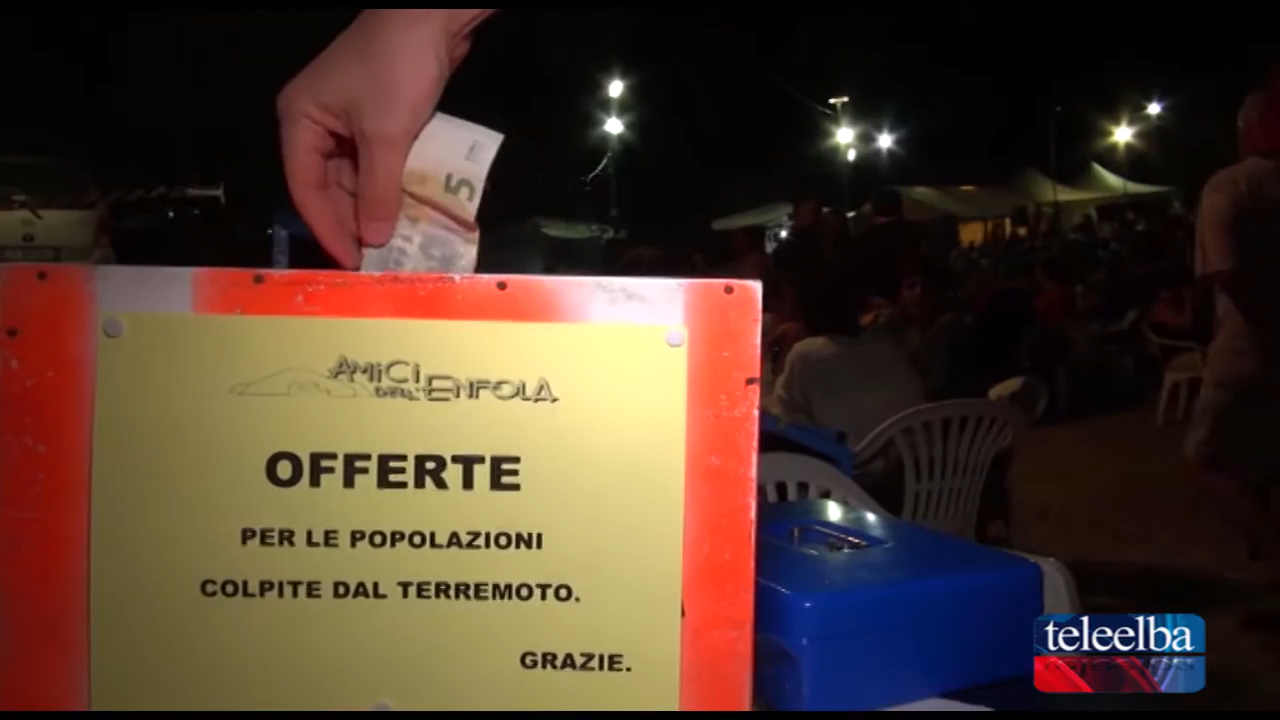 5
AMICI
DELL'ENFOLA
OFFERTE
PER LE POPOLAZIONI
COLPITE DAL TERREMOTO.
GRAZIE.
teleelba